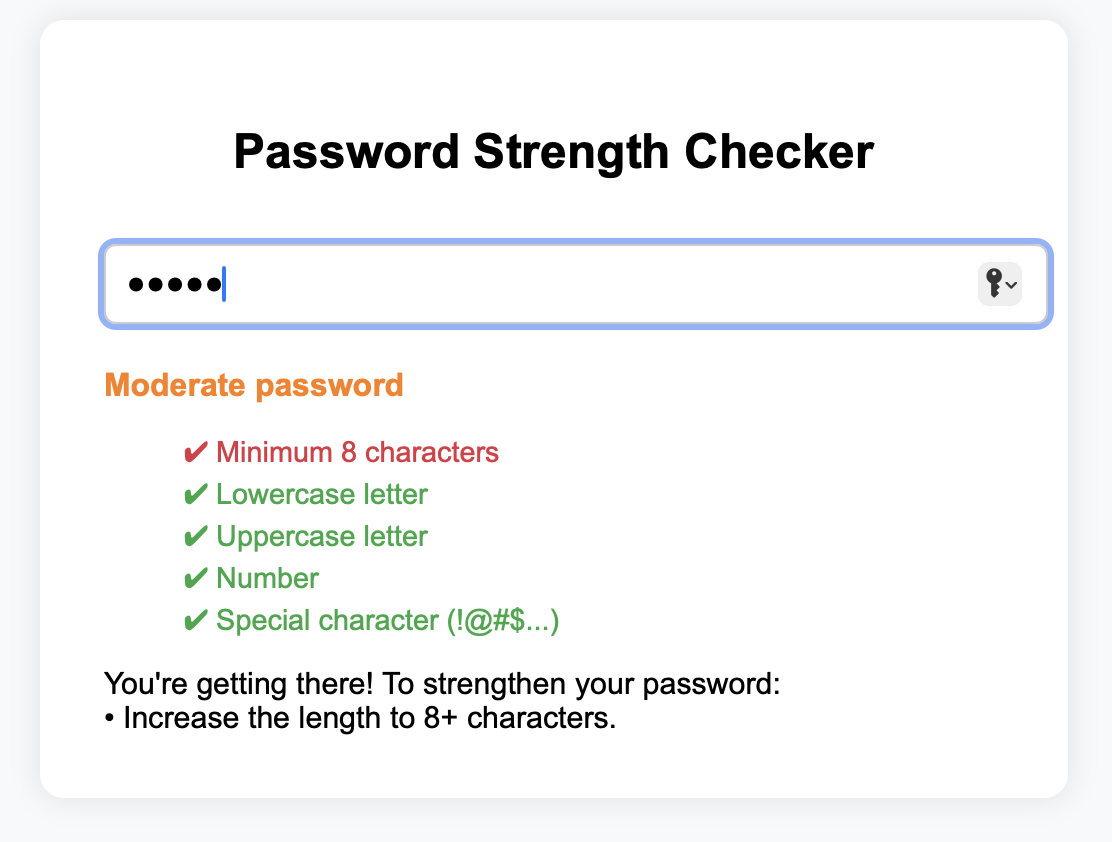 Password Strength Checker
•••••
Moderate password
✔ Minimum 8 characters
✔ Lowercase letter
✔ Uppercase letter
✔ Number
✔ Special character (!@#$...)
You're getting there! To strengthen your password:
• Increase the length to 8+ characters.